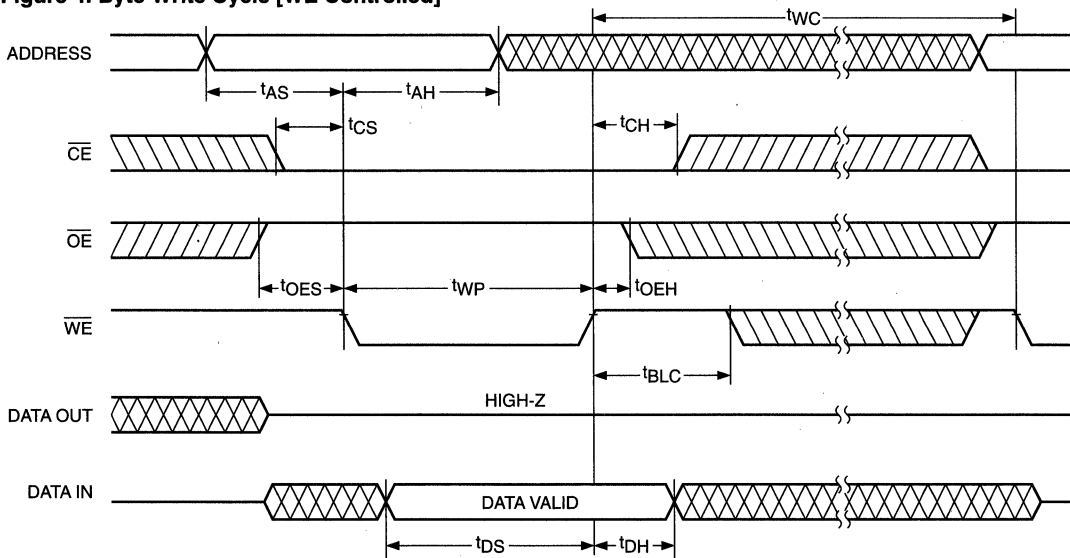 Figure 4. Byte Write Cycle [WE Controlled]
tWC
ADDRESS
tAS
tAH
tCS
tCH
CE
OE
tOES
tWP
tOEH
WE
tBLC
DATA OUT
HIGH-Z
DATA IN
DATA VALID
tDS
tDH